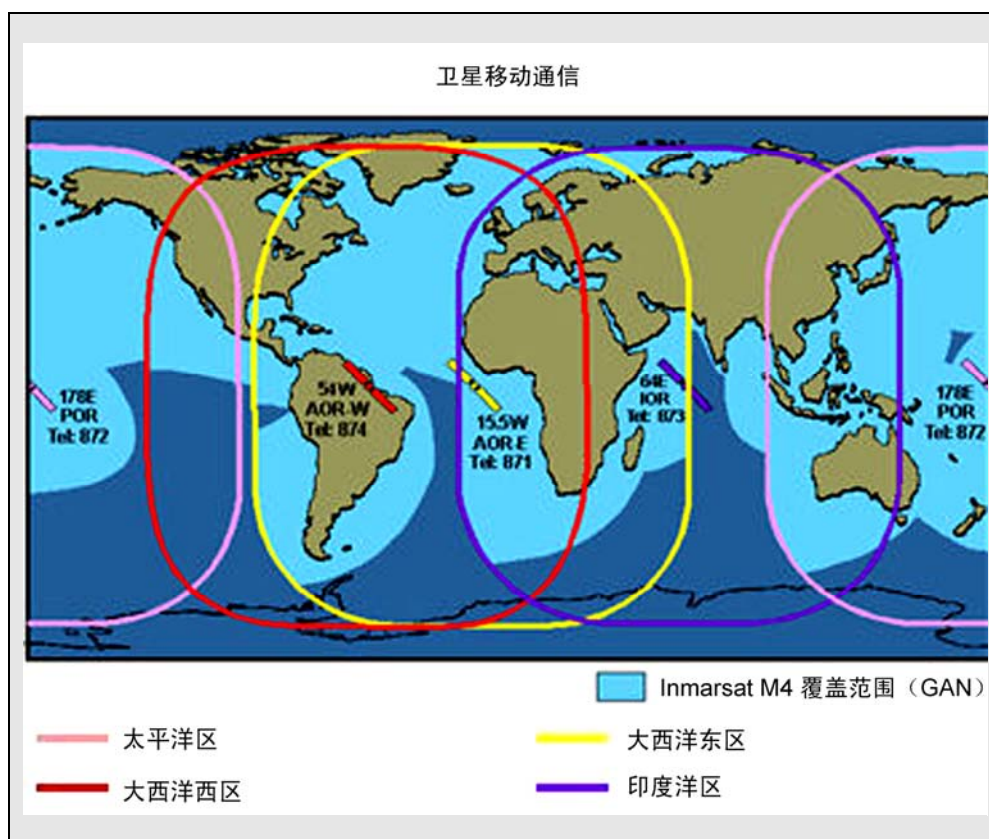 卫星移动通信
178E
POR
Tel: 872
54W
AOR-W
Tel: 874
15.5W
AOR-E
Tel: 871
64E
IOR
Tel: 873
178E
POR
Tel: 872
Inmarsat M4 覆盖范围（GAN）
太平洋区
大西洋东区
大西洋西区
印度洋区